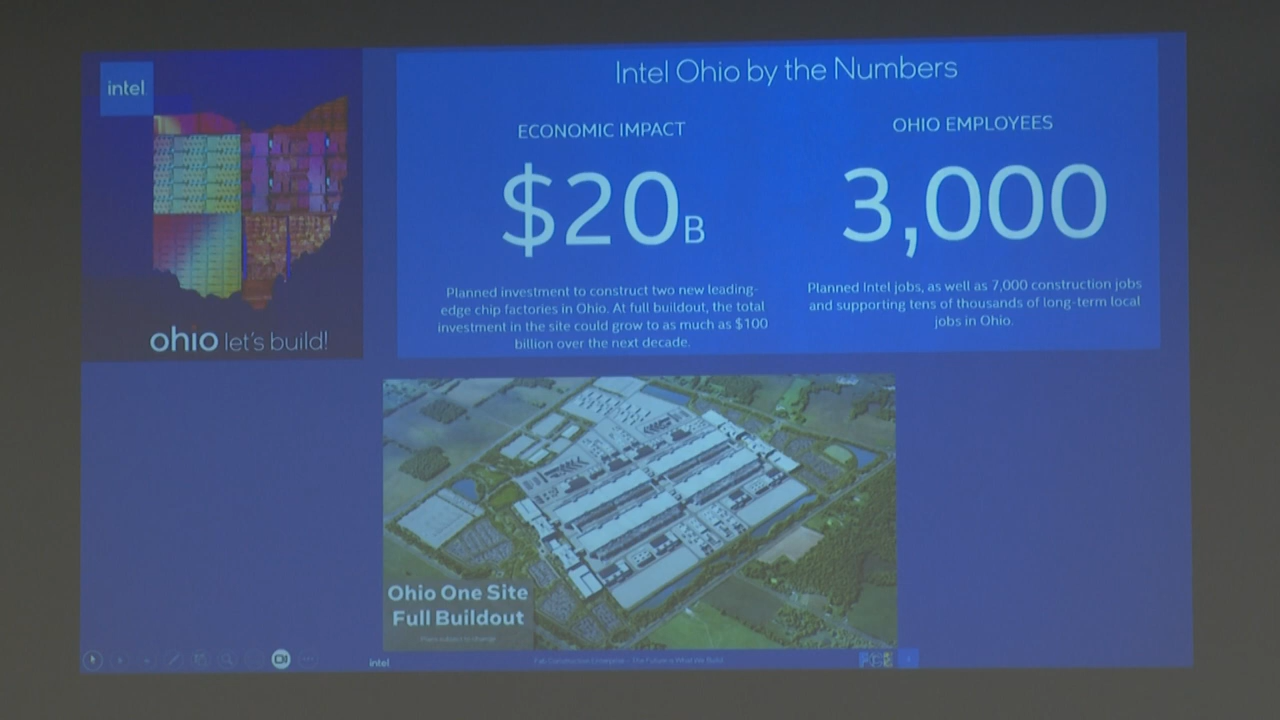 intel
Intel Ohio by the Numbers
ECONOMIC IMPACT
$20B
Planned investment to construct two new leading-
edge chip factories in Ohio. At full buildout, the total
investment in the site could grow to as much as $100
billion over the next decade.
OHIO EMPLOYEES
3,000
Planned Intel jobs, as well as 7,000 construction jobs
and supporting tens of thousands of long-term local
jobs in Ohio.
ohio let's build!
Ohio One Site
Full Buildout
Plans subject to change
intel